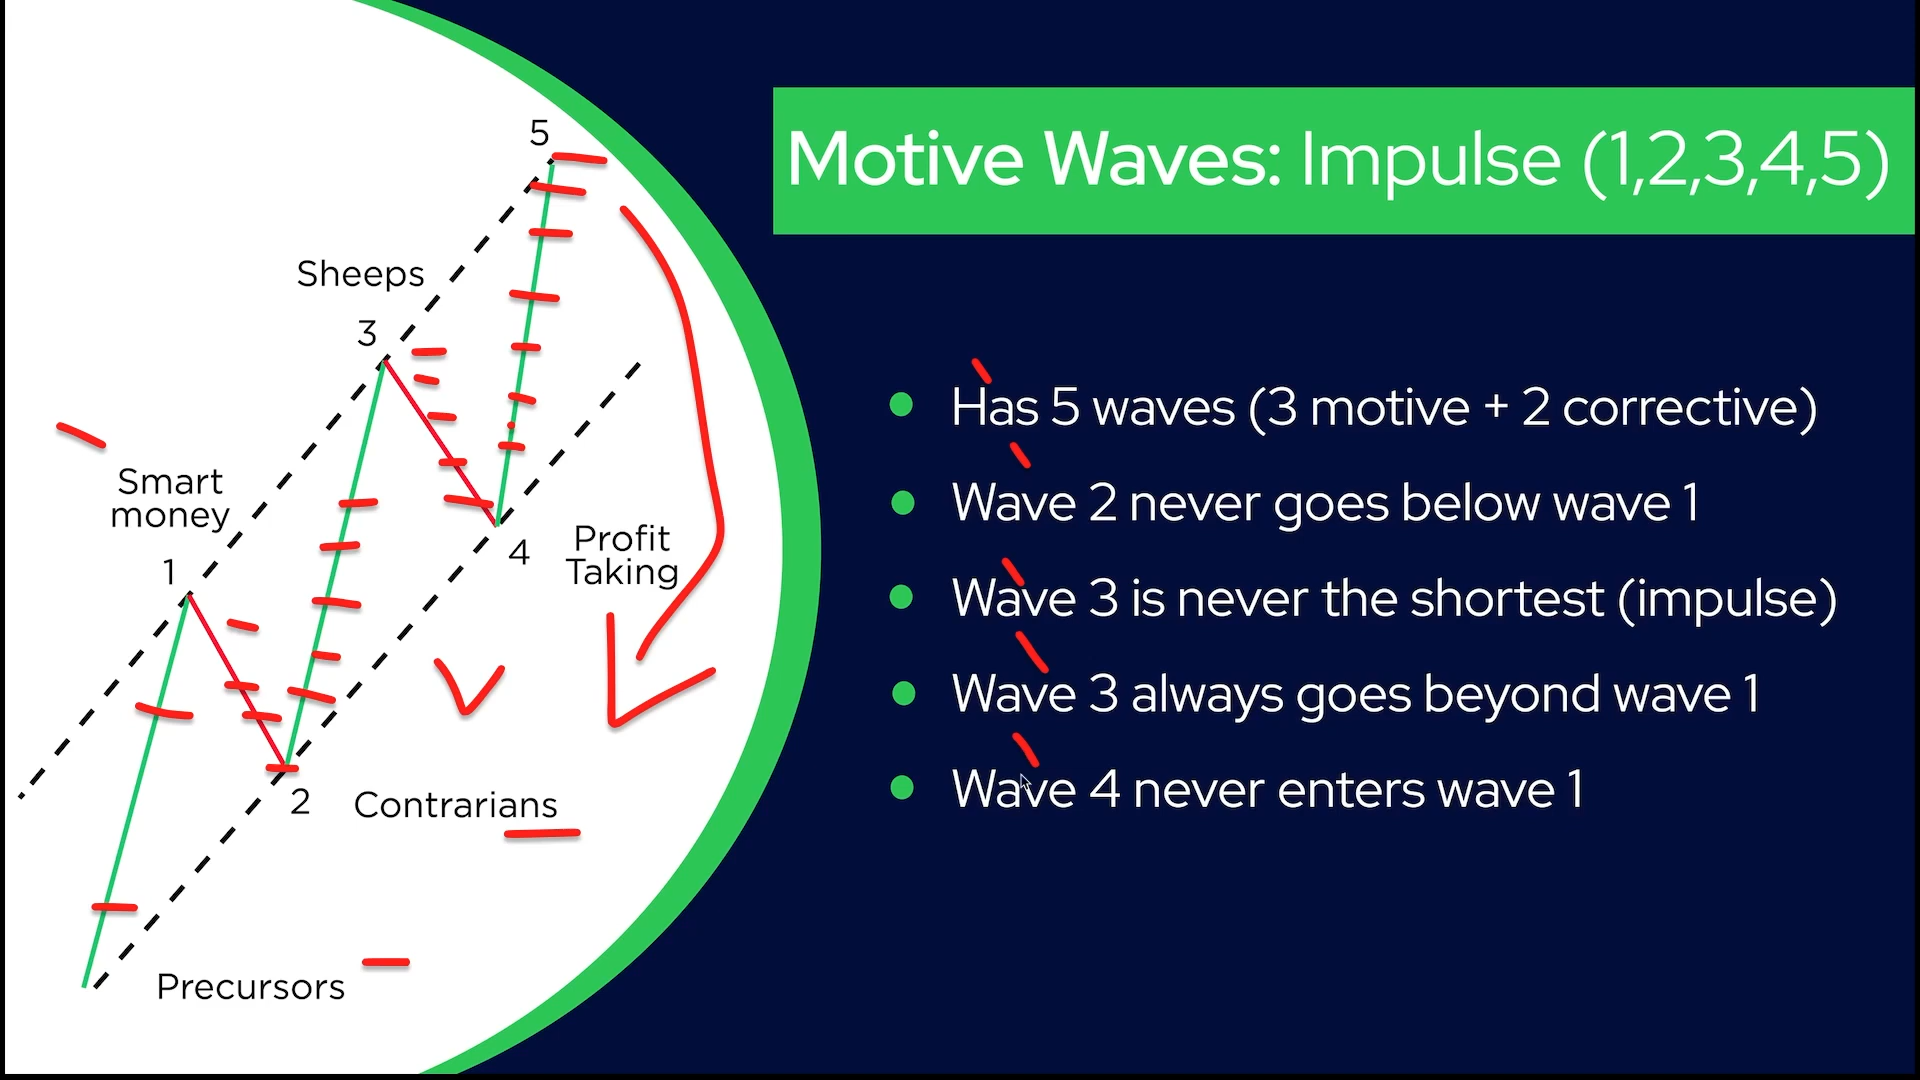 Motive Waves: Impulse (1,2,3,4,5)
5
Sheeps
3
Smart
money
1
4
Profit
Taking
2
Contrarians
Precursors
Has 5 waves (3 motive + 2 corrective)
Wave 2 never goes below wave 1
Wave 3 is never the shortest (impulse)
Wave 3 always goes beyond wave 1
Wave 4 never enters wave 1